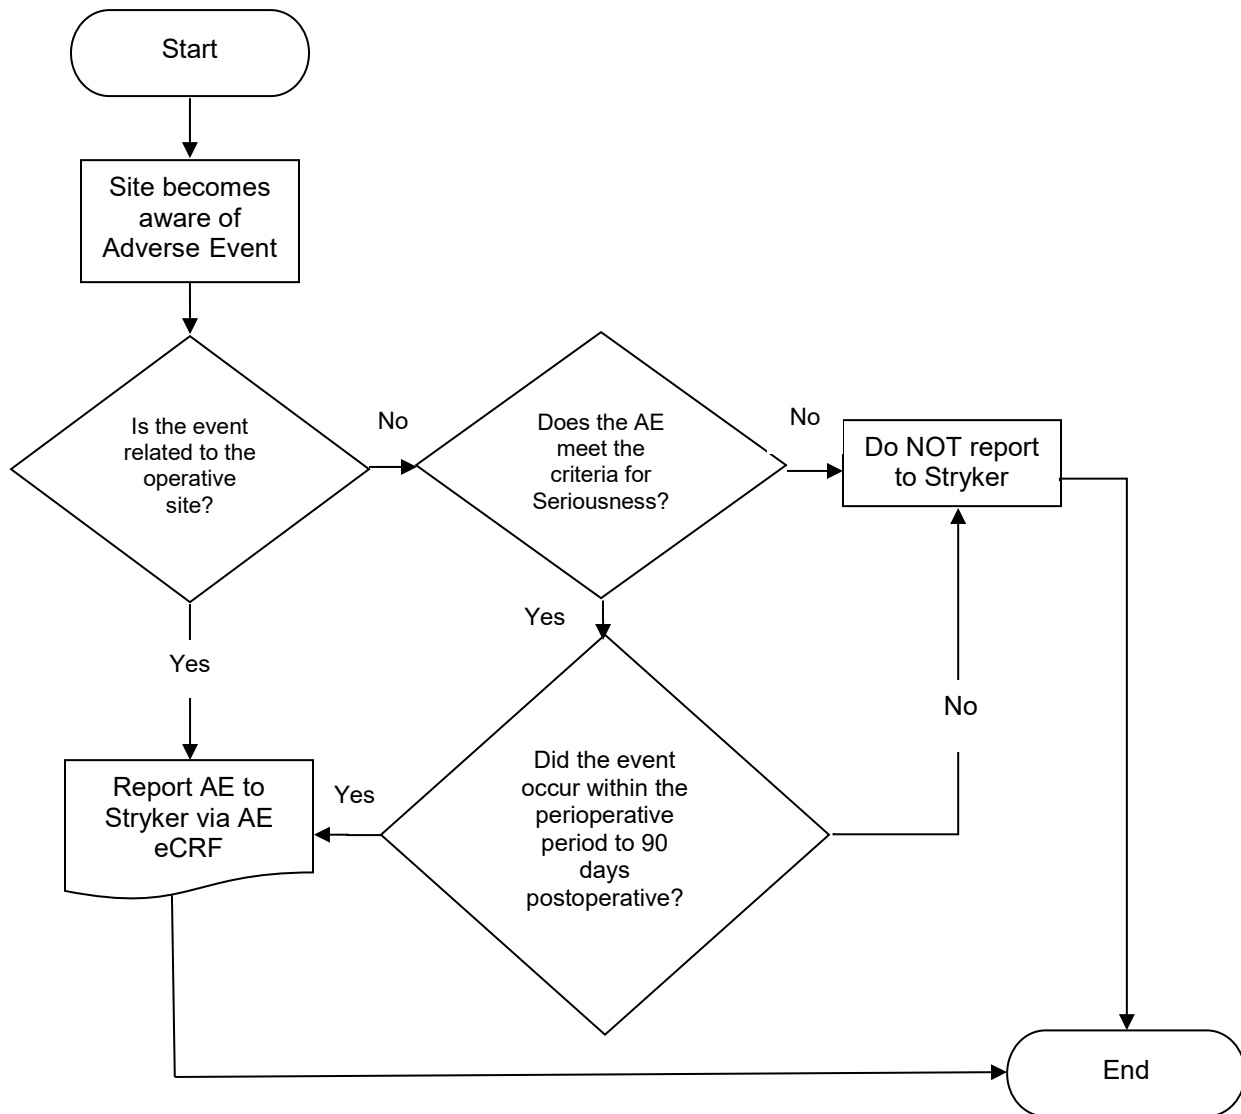 Start
Site becomes
aware of
Adverse Event
Is the event
related to the
operative
site?
No
Does the AE
meet the
criteria for
Seriousness?
No
Do NOT report
to Stryker
Yes
Yes
No
Report AE to
Stryker via AE
eCRF
Yes
Did the event
occur within the
perioperative
period to 90
days
postoperative?
End